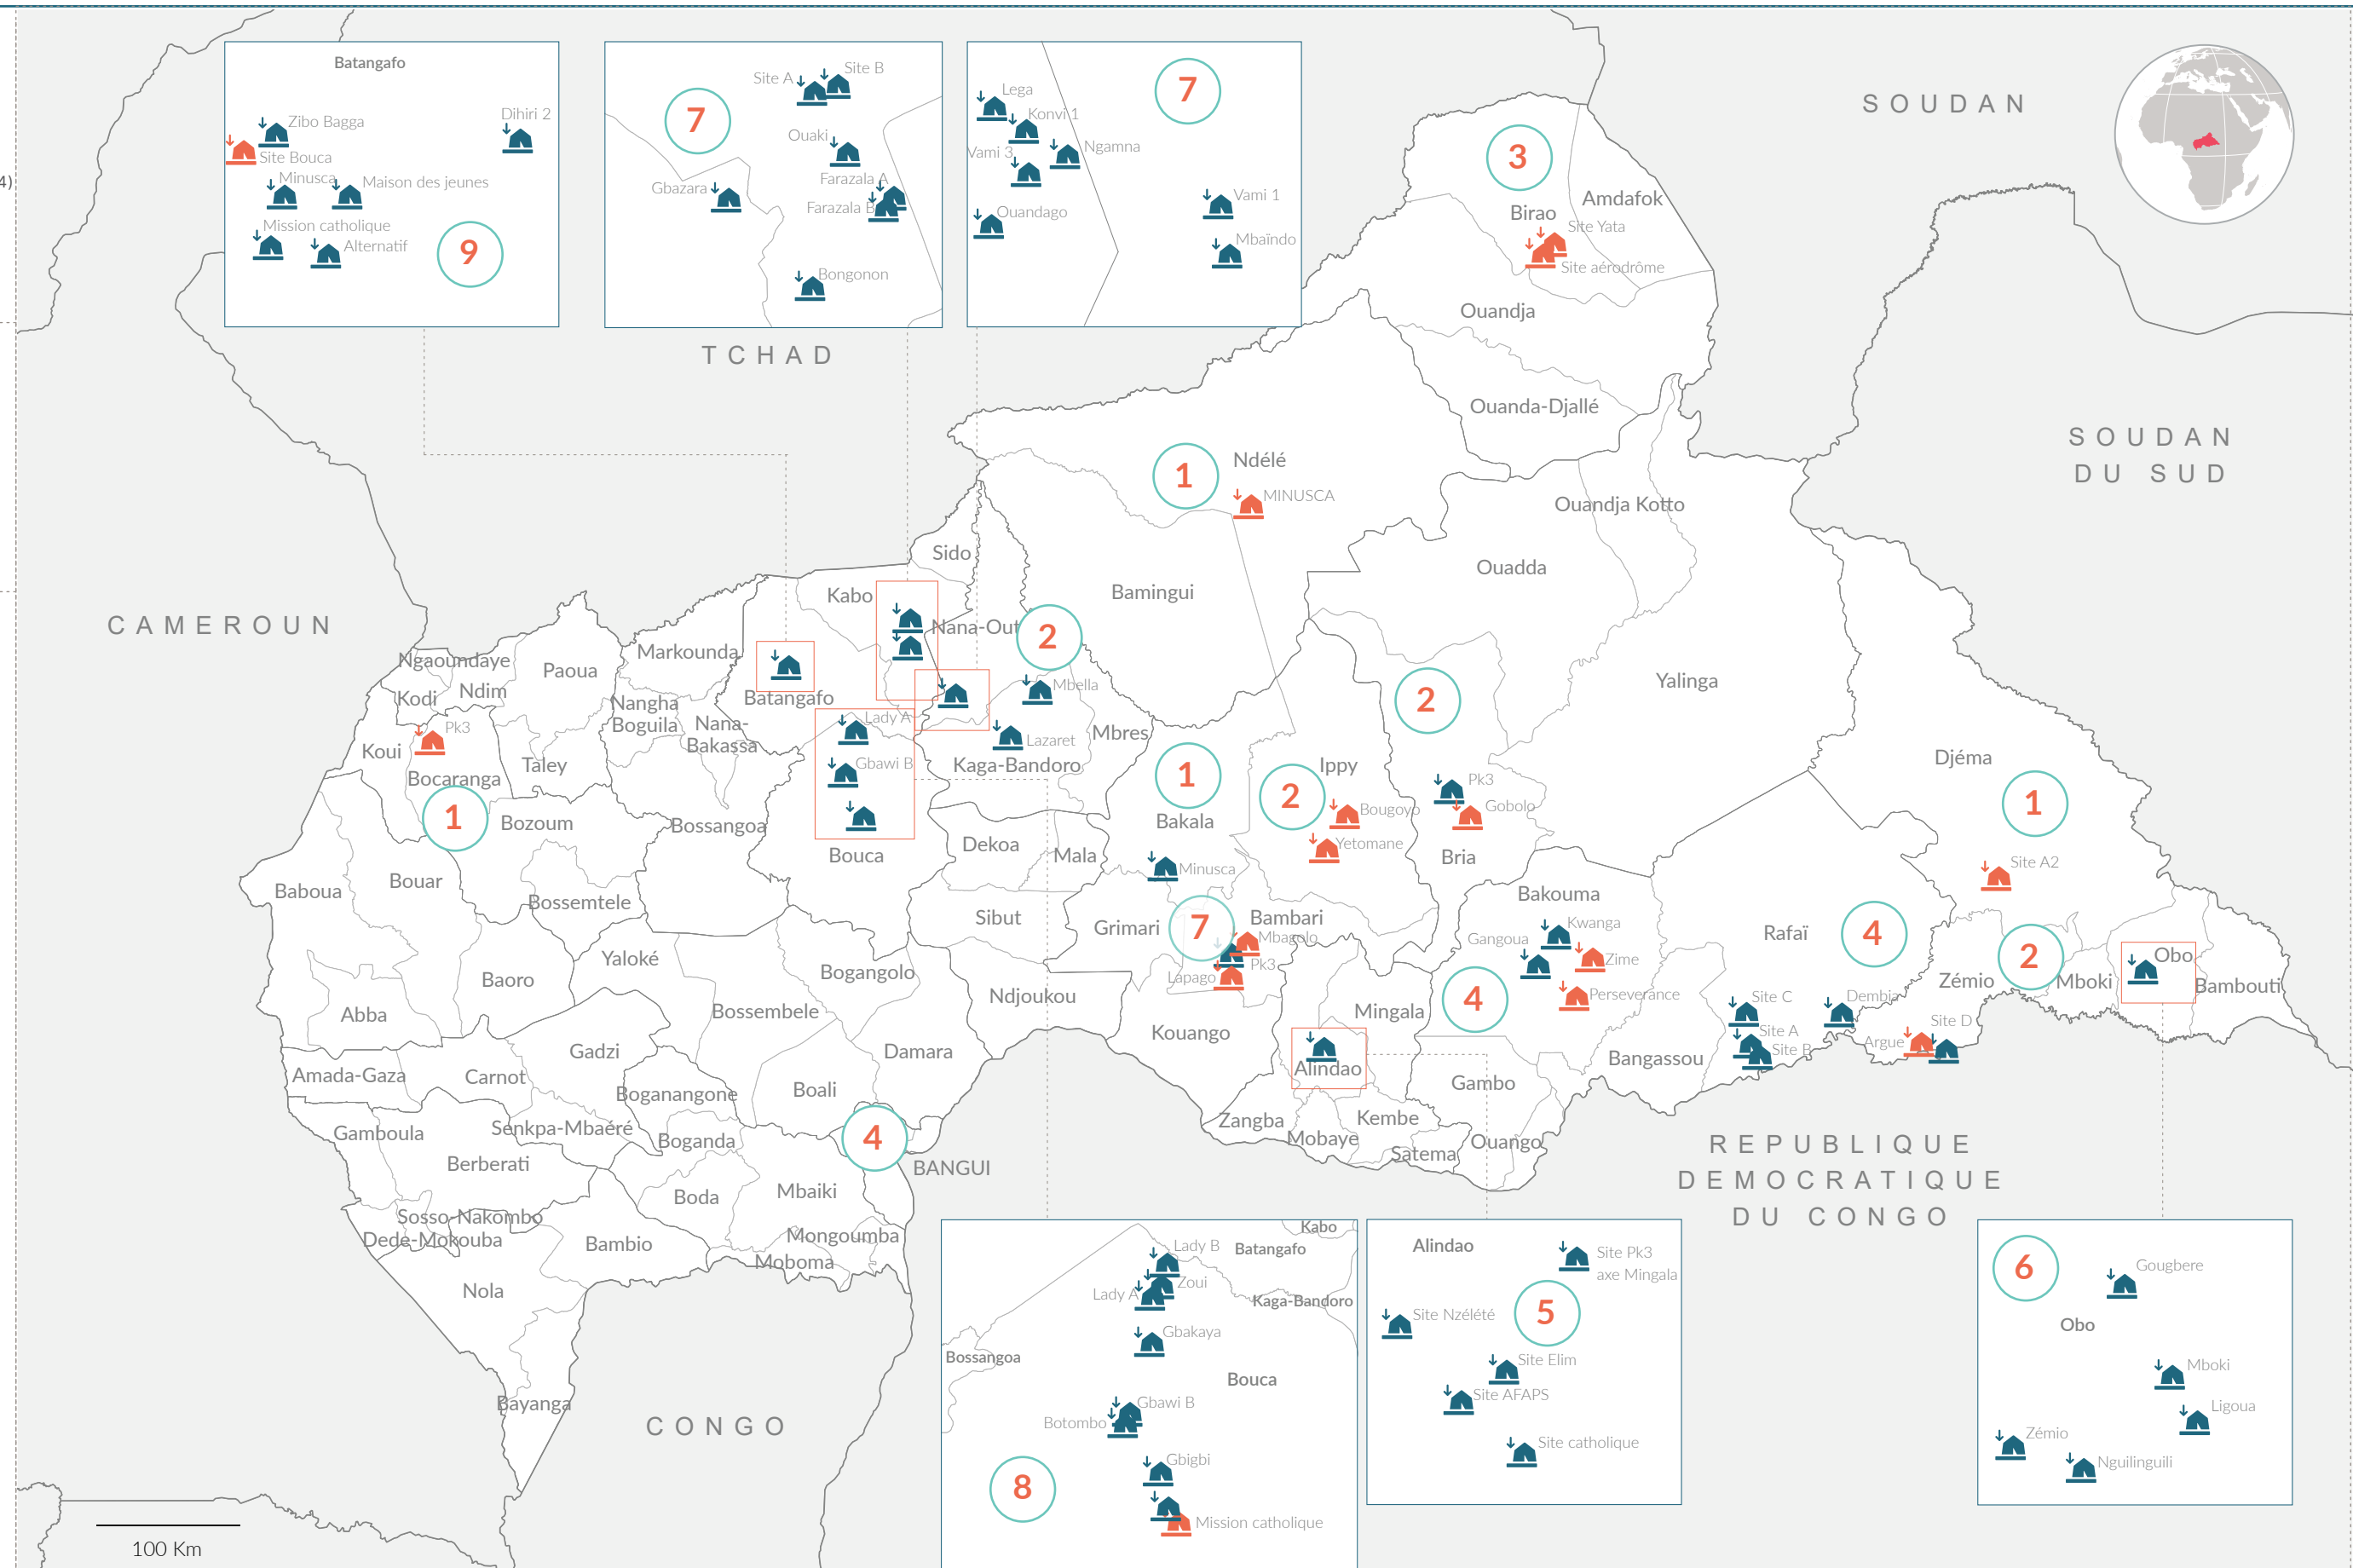 4)
Batangafo
Zibo Bagga
Dihiri 2
Site Bouca
Minusca
Maison des jeunes
Mission catholique
Alternatif
9
7
Site A
Site B
Ouaki
Gbazara
Farazala A
Farazala B
Bongonon
7
Lega
Konvi 1
Vami 3
Ngamna
Ouandago
Vami 1
Mbaïndo
SOUDAN
3
Birao
Amdafok
Site Yata
Site aérodrôme
Ouandja
TCHAD
Ouanda-Djallé
SOUDAN
DU SUD
1
Ndélé
MINUSCA
Ouandja Kotto
Ouadda
Sido
Bamingui
Kabo
CAMEROUN
Nana-Out
2
Markounda
Ngaoundaye
Paoua
Kodi
Ndim
Batangafo
Nangha
Boguila
Nana-
Bakassa
Mbella
Lady A
Lazaret
Mbres
Yalinga
2
Pk3
Koui
Bocaranga
Taley
Gbawi B
Kaga-Bandoro
Djéma
1
1
Ippy
2
Pk3
Gobolo
Bougoyo
Yetomane
Bakala
1
Bozoum
Bossangoa
Bouca
Dekoa
Mala
Minusca
Bria
Site A2
Baboua
Bouar
Bossemtele
Sibut
Grimari
7
Bambari
Mbagolo
Pk3
Lapago
Bakouma
Kwanga
Gangoua
Zime
Perseverance
4
Rafaï
4
2
Zémio
Mboki
Obo
Bambouti
Yaloké
Baoro
Bogangolo
Abba
Bossembele
Ndjoukou
Kouango
Mingala
Site C
Dembia
Site A
Site B
Argue
Site D
Gadzi
Damara
Alindao
Bangassou
Amada-Gaza
Carnot
Boganangone
Boali
Gambo
Gamboula
Senkpa-Mbaéré
Boganda
4
BANGUI
Zangba
Mobaye
Kembe
Satema
Ouango
REPUBLIQUE
DEMOCRATIQUE
DU CONGO
Berberati
Boda
Mbaiki
Sosso-Nakombo
Dede-Mokouba
Bambio
Mongoumba
Moboma
Nola
Bayanga
CONGO
Kabo
Lady B
Batangafo
Zoui
Lady A
Kaga-Bandoro
Gbakaya
Bossangoa
Bouca
Gbawi B
Botombo
Gbigbi
8
Mission catholique
Alindao
Site Pk3
axe Mingala
Site Nzélété
5
Site Elim
Site AFAPS
Site catholique
6
Gougbere
Obo
Mboki
Ligoua
Zémio
Nguilinguili
100 Km